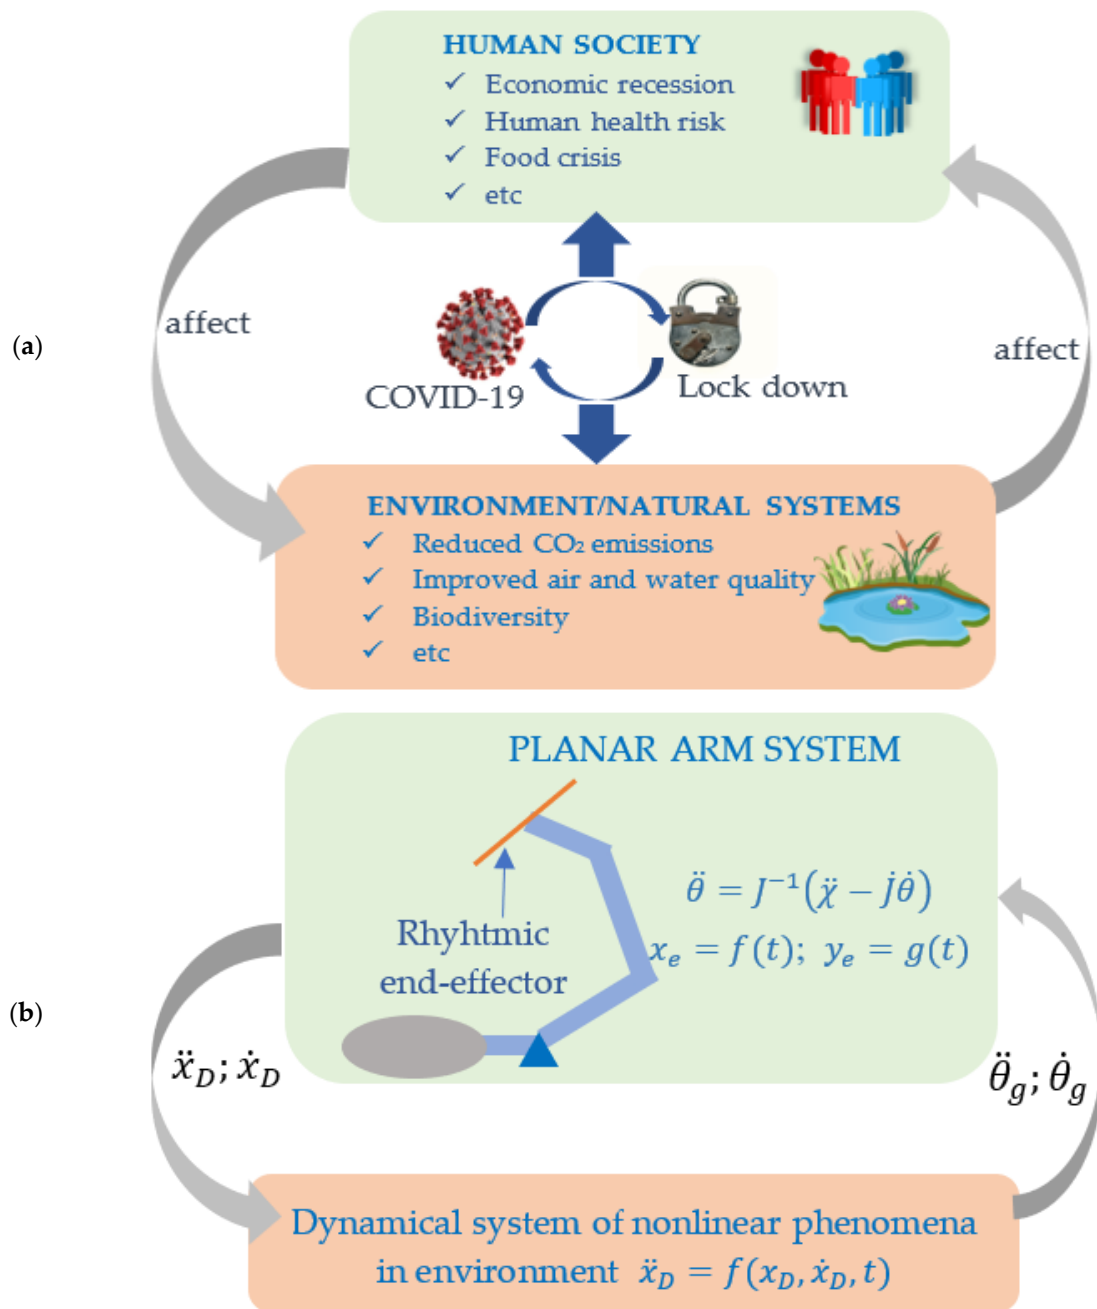 HUMAN SOCIETY
✓ Economic recession
✓ Human health risk
✓ Food crisis
✓ etc
affect
(a)
affect
COVID-19
Lock down
ENVIRONMENT/NATURAL SYSTEMS
✓ Reduced CO₂ emissions
✓ Improved air and water quality
✓ Biodiversity
✓ etc
PLANAR ARM SYSTEM
θ̈ = J⁻¹(χ̈ − J̇θ̇)
Rhyhtmic
end-effector
xₑ = f(t); yₑ = g(t)
(b)
ẍ_D; ẋ_D
θ̈_g; θ̇_g
Dynamical system of nonlinear phenomena
in environment ẍ_D = f(x_D, ẋ_D, t)